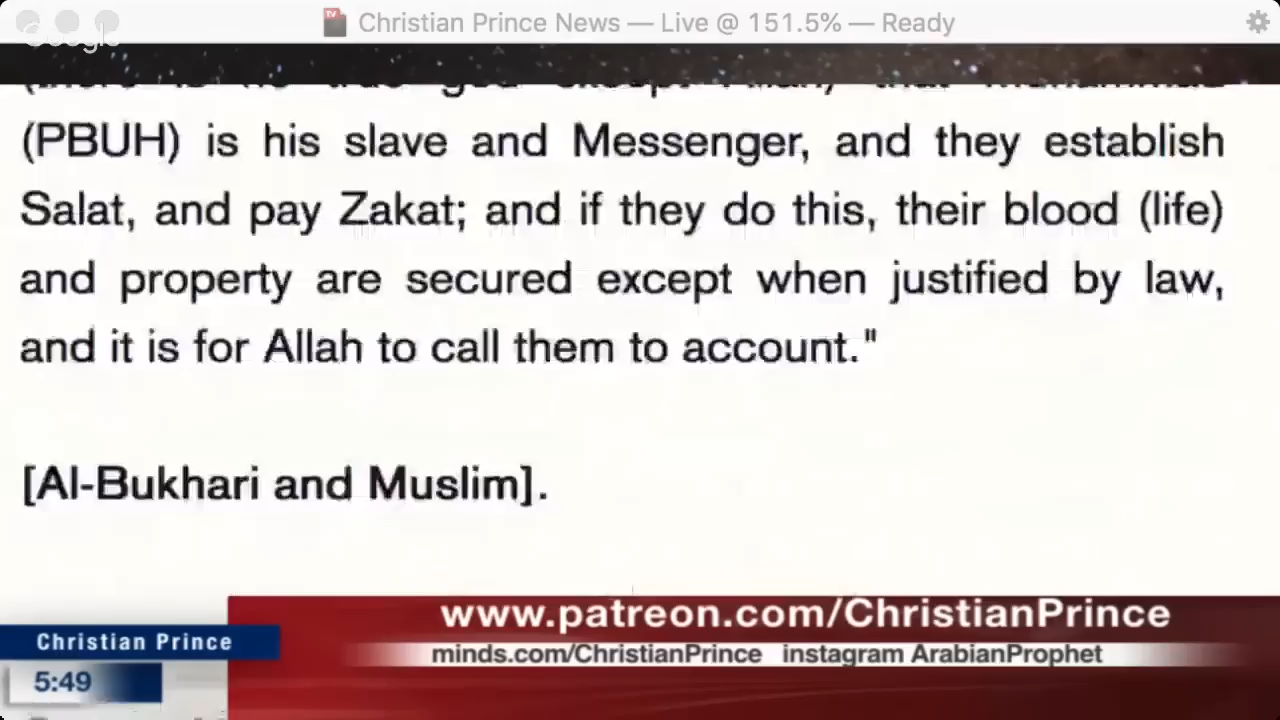 Christian Prince News — Live @ 151.5% — Ready
Google
(PBUH) is his slave and Messenger, and they establish
Salat, and pay Zakat; and if they do this, their blood (life)
and property are secured except when justified by law,
and it is for Allah to call them to account."
[Al-Bukhari and Muslim].
www.patreon.com/ChristianPrince
Christian Prince
minds.com/ChristianPrince instagram ArabianProphet
5:49